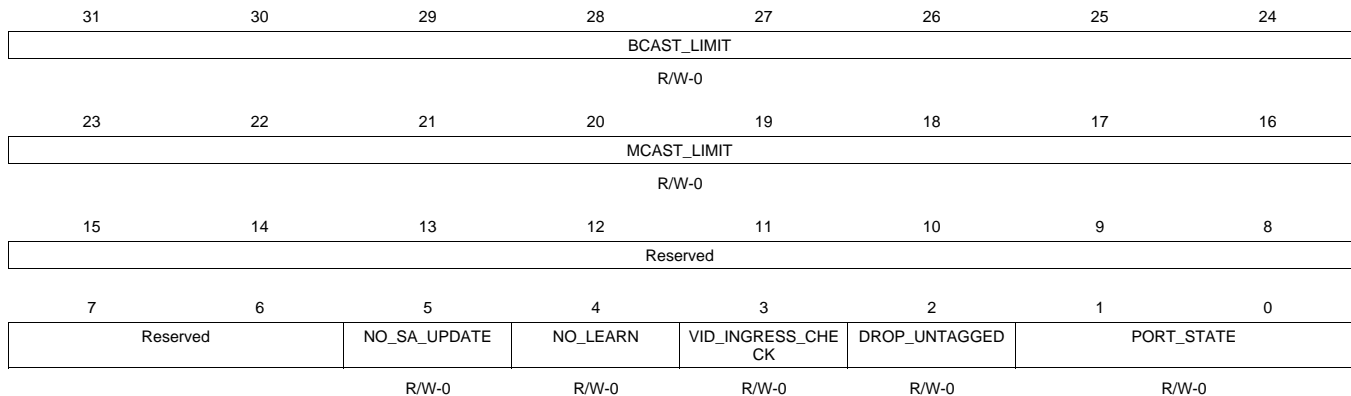 31 30 29 28 27 26 25 24
BCAST_LIMIT
R/W-0
23 22 21 20 19 18 17 16
MCAST_LIMIT
R/W-0
15 14 13 12 11 10 9 8
Reserved
7 6 5 4 3 2 1 0
Reserved NO_SA_UPDATE NO_LEARN VID_INGRESS_CHE DROP_UNTAGGED PORT_STATE
CK
R/W-0 R/W-0 R/W-0 R/W-0 R/W-0